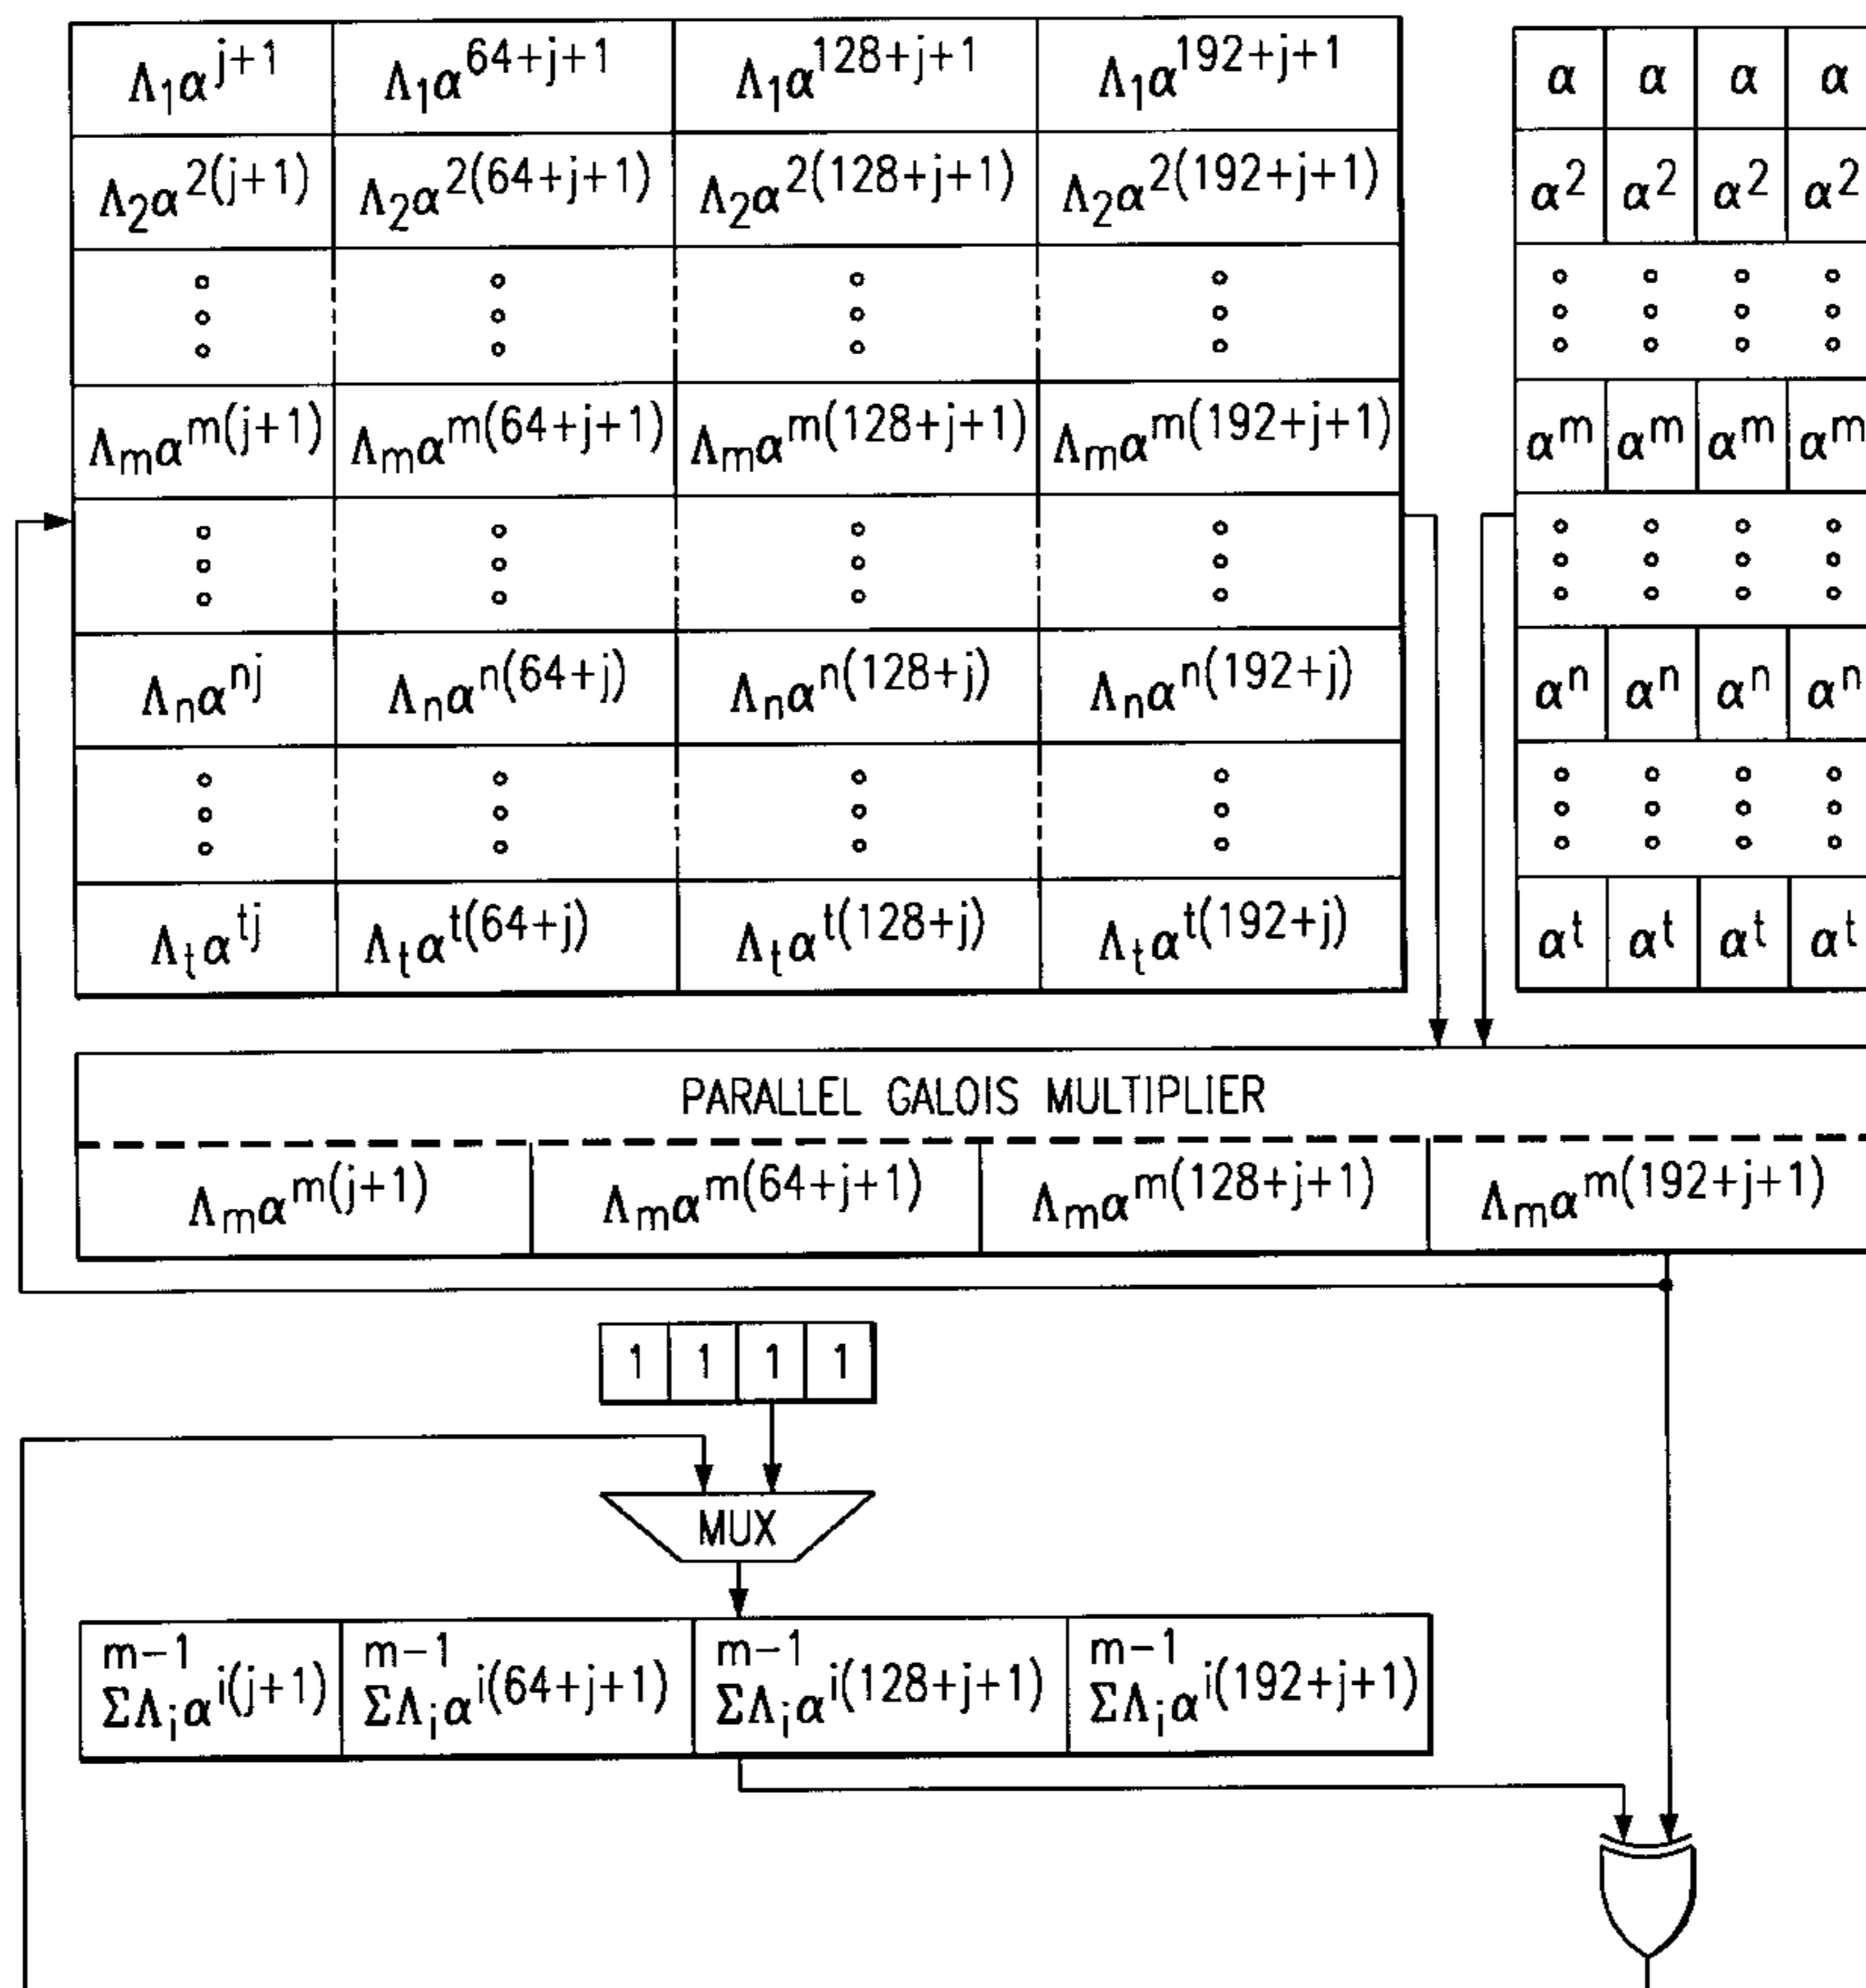 Λ₁α^{j+1} Λ₁α^{64+j+1} Λ₁α^{128+j+1} Λ₁α^{192+j+1} α α α α
Λ₂α^{2(j+1)} Λ₂α^{2(64+j+1)} Λ₂α^{2(128+j+1)} Λ₂α^{2(192+j+1)} α² α² α² α²
Λₘα^{m(j+1)} Λₘα^{m(64+j+1)} Λₘα^{m(128+j+1)} Λₘα^{m(192+j+1)} α^m α^m α^m α^m
Λₙα^{nj} Λₙα^{n(64+j)} Λₙα^{n(128+j)} Λₙα^{n(192+j)} α^n α^n α^n α^n
Λₜα^{tj} Λₜα^{t(64+j)} Λₜα^{t(128+j)} Λₜα^{t(192+j)} α^t α^t α^t α^t
PARALLEL GALOIS MULTIPLIER
Λₘα^{m(j+1)} Λₘα^{m(64+j+1)} Λₘα^{m(128+j+1)} Λₘα^{m(192+j+1)}
1 1 1 1
MUX
m-1 m-1 m-1 m-1
ΣΛᵢα^{i(j+1)} ΣΛᵢα^{i(64+j+1)} ΣΛᵢα^{i(128+j+1)} ΣΛᵢα^{i(192+j+1)}